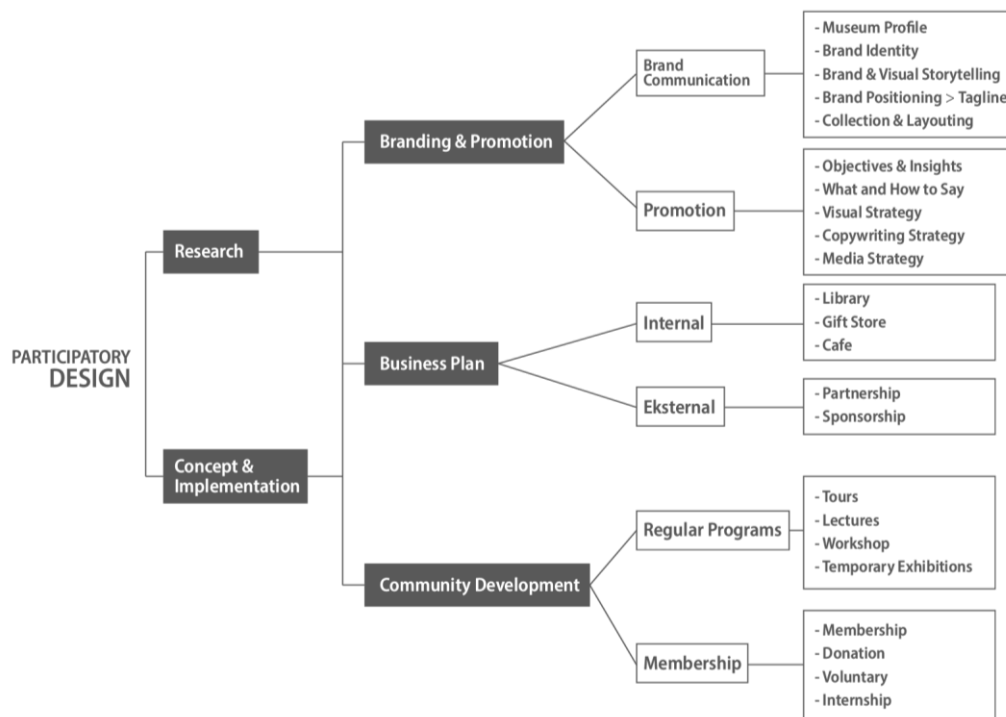 PARTICIPATORY
DESIGN
Research
Concept &
Implementation
Branding & Promotion
Business Plan
Community Development
Brand
Communication
Promotion
Internal
Eksternal
Regular Programs
Membership
- Museum Profile
- Brand Identity
- Brand & Visual Storytelling
- Brand Positioning > Tagline
- Collection & Layouting
- Objectives & Insights
- What and How to Say
- Visual Strategy
- Copywriting Strategy
- Media Strategy
- Library
- Gift Store
- Cafe
- Partnership
- Sponsorship
- Tours
- Lectures
- Workshop
- Temporary Exhibitions
- Membership
- Donation
- Voluntary
- Internship